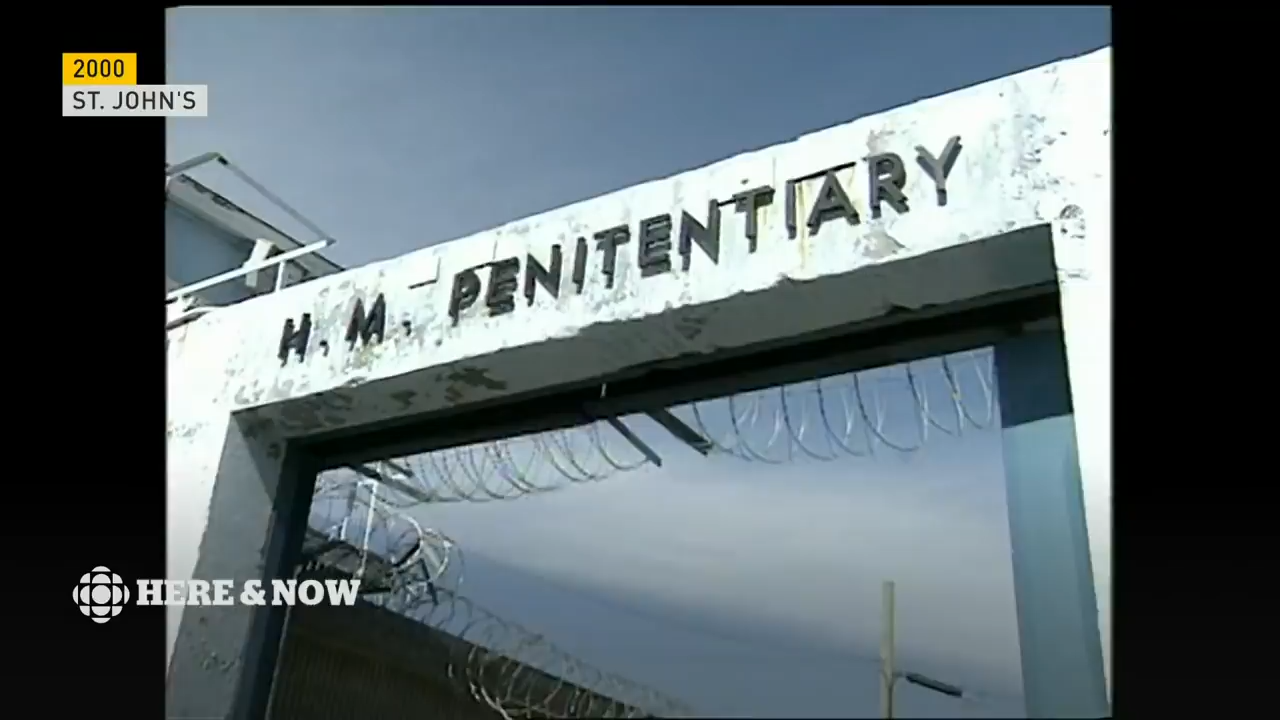 2000
ST. JOHN'S
H. M. PENITENTIARY
HERE & NOW